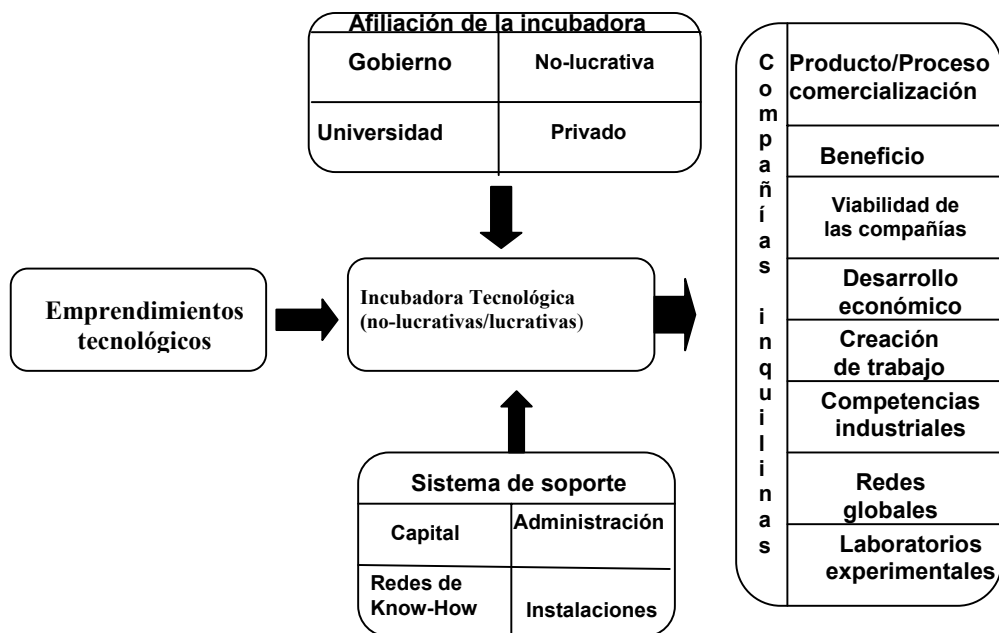 Afiliación de la incubadora
Gobierno
No-lucrativa
Universidad
Privado
Emprendimientos
tecnológicos
Incubadora Tecnológica
(no-lucrativas/lucrativas)
Sistema de soporte
Capital
Administración
Redes de
Know-How
Instalaciones
Compañías inquilinas
Producto/Proceso
comercialización
Beneficio
Viabilidad de
las compañías
Desarrollo
económico
Creación
de trabajo
Competencias
industriales
Redes
globales
Laboratorios
experimentales